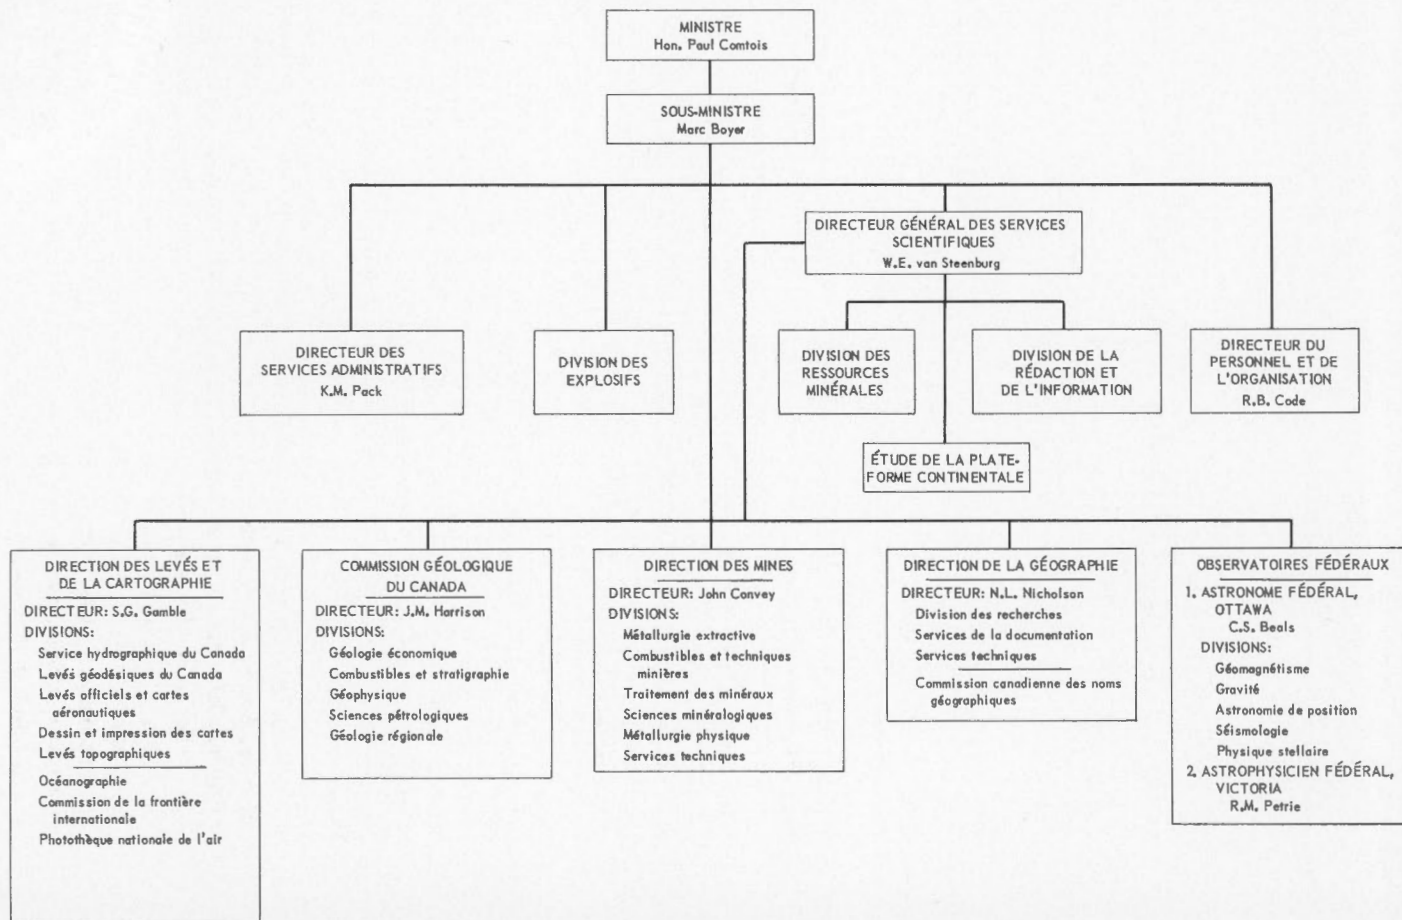 MINISTRE
Hon. Paul Comtois
SOUS-MINISTRE
Marc Boyer
DIRECTEUR GÉNÉRAL DES SERVICES
SCIENTIFIQUES
W.E. van Steenburg
DIRECTEUR DES
SERVICES ADMINISTRATIFS
K.M. Pack
DIVISION DES
EXPLOSIFS
DIVISION DES
RESSOURCES
MINÉRALES
DIVISION DE LA
RÉDACTION ET
DE L'INFORMATION
DIRECTEUR DU
PERSONNEL ET DE
L'ORGANISATION
R.B. Code
ÉTUDE DE LA PLATE-
FORME CONTINENTALE
DIRECTION DES LEVÉS ET
DE LA CARTOGRAPHIE
DIRECTEUR: S.G. Gamble
DIVISIONS:
Service hydrographique du Canada
Levés géodésiques du Canada
Levés officiels et cartes
aéronautiques
Dessin et impression des cartes
Levés topographiques
Océanographie
Commission de la frontière
internationale
Photothèque nationale de l'air
COMMISSION GÉOLOGIQUE
DU CANADA
DIRECTEUR: J.M. Harrison
DIVISIONS:
Géologie économique
Combustibles et stratigraphie
Géophysique
Sciences pétrologiques
Géologie régionale
DIRECTION DES MINES
DIRECTEUR: John Convey
DIVISIONS:
Métallurgie extractive
Combustibles et techniques
minières
Traitement des minéraux
Sciences minéralogiques
Métallurgie physique
Services techniques
DIRECTION DE LA GÉOGRAPHIE
DIRECTEUR: N.L. Nicholson
Division des recherches
Services de la documentation
Services techniques
Commission canadienne des noms
géographiques
OBSERVATOIRES FÉDÉRAUX
1. ASTRONOME FÉDÉRAL,
OTTAWA
C.S. Beals
DIVISIONS:
Géomagnétisme
Gravité
Astronomie de position
Séismologie
Physique stellaire
2. ASTROPHYSICIEN FÉDÉRAL,
VICTORIA
R.M. Petrie